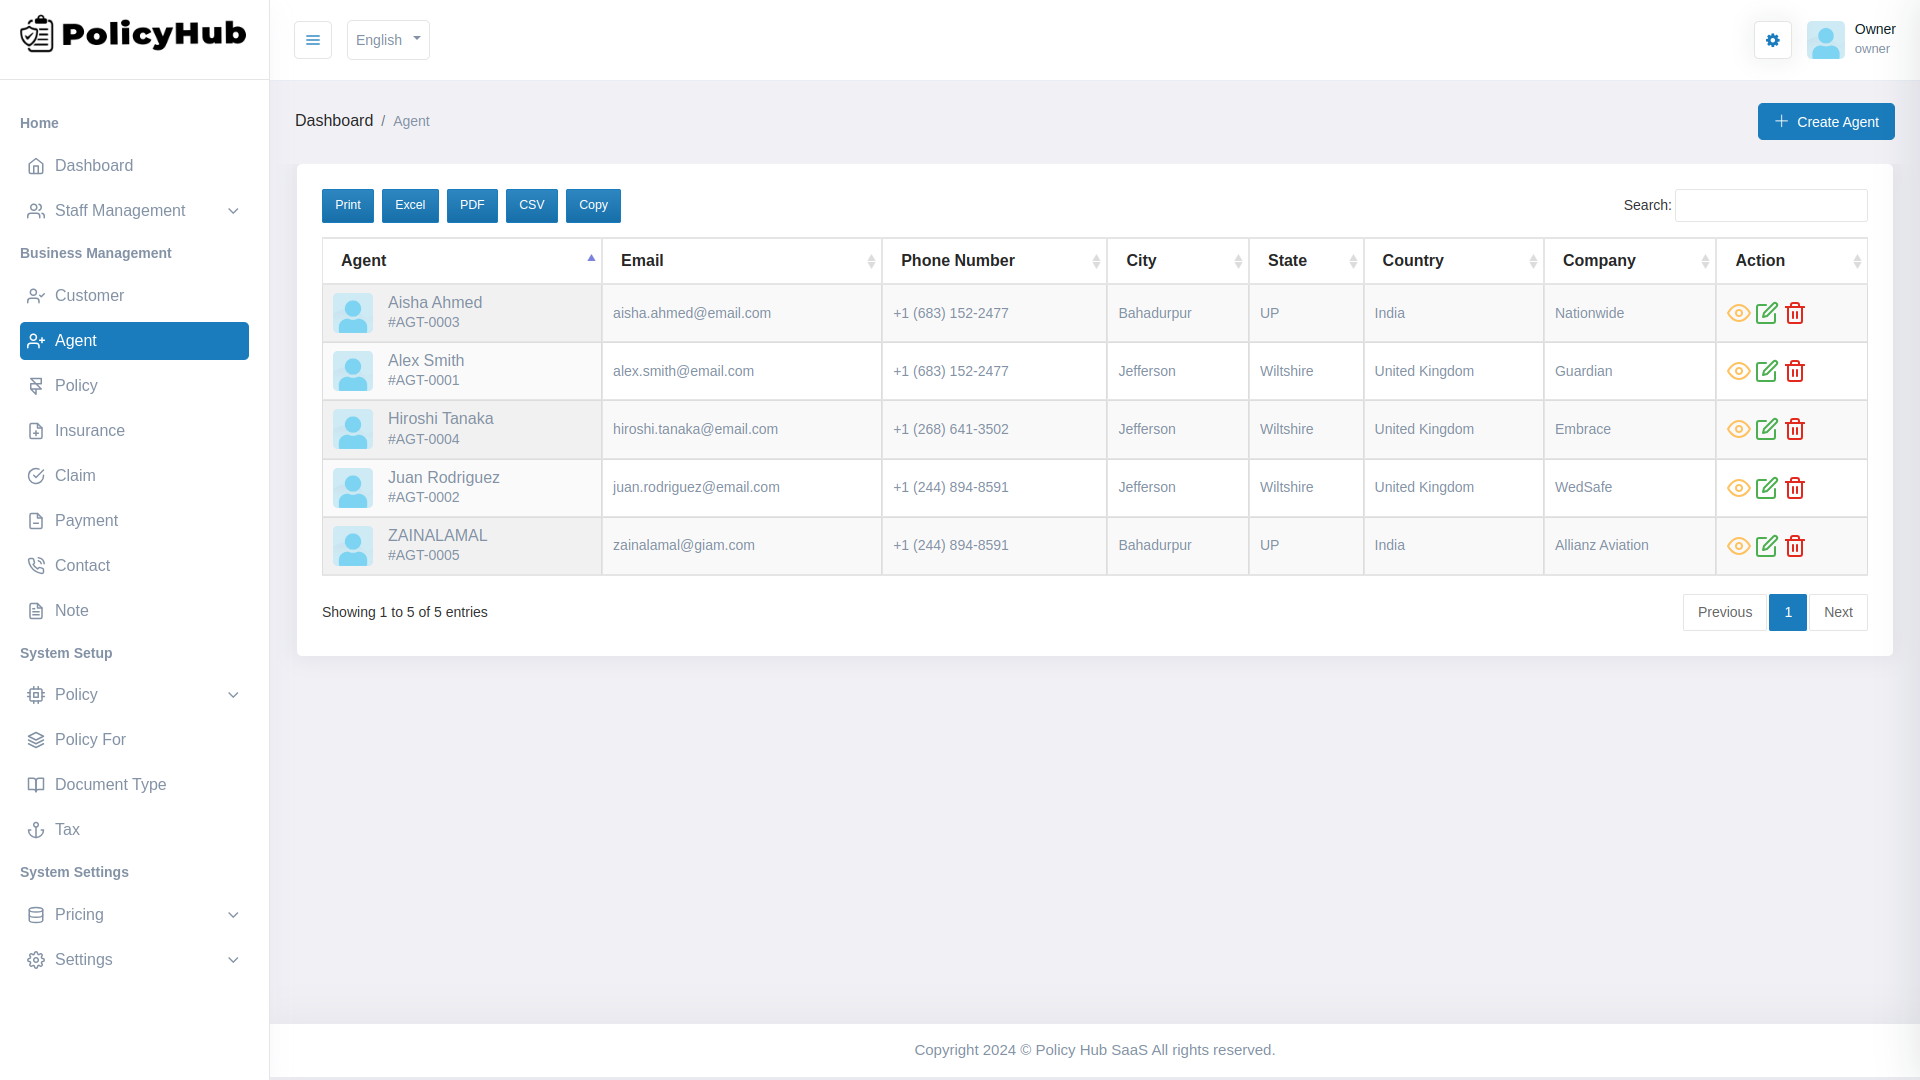 PolicyHub
English
Owner
owner
Home
Dashboard
Staff Management
Business Management
Customer
Agent
Policy
Insurance
Claim
Payment
Contact
Note
System Setup
Policy
Policy For
Document Type
Tax
System Settings
Pricing
Settings
Dashboard / Agent
Create Agent
Print Excel PDF CSV Copy
Search:
Agent Email Phone Number City State Country Company Action
Aisha Ahmed
#AGT-0003
aisha.ahmed@email.com +1 (683) 152-2477 Bahadurpur UP India Nationwide
Alex Smith
#AGT-0001
alex.smith@email.com +1 (683) 152-2477 Jefferson Wiltshire United Kingdom Guardian
Hiroshi Tanaka
#AGT-0004
hiroshi.tanaka@email.com +1 (268) 641-3502 Jefferson Wiltshire United Kingdom Embrace
Juan Rodriguez
#AGT-0002
juan.rodriguez@email.com +1 (244) 894-8591 Jefferson Wiltshire United Kingdom WedSafe
ZAINALAMAL
#AGT-0005
zainalamal@giam.com +1 (244) 894-8591 Bahadurpur UP India Allianz Aviation
Showing 1 to 5 of 5 entries
Previous 1 Next
Copyright 2024 © Policy Hub SaaS All rights reserved.